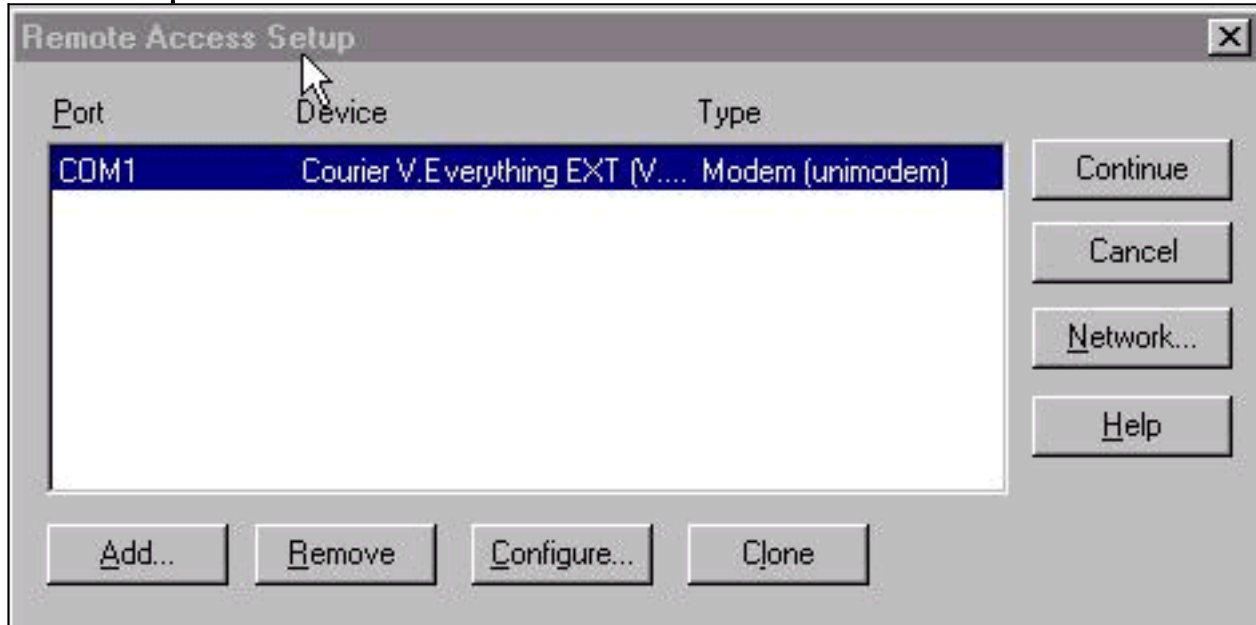 Remote Access Setup
Port Device Type
COM1 Courier V.Everything EXT (V.... Modem (unimodem)
Continue
Cancel
Network...
Help
Add... Remove Configure... Clone